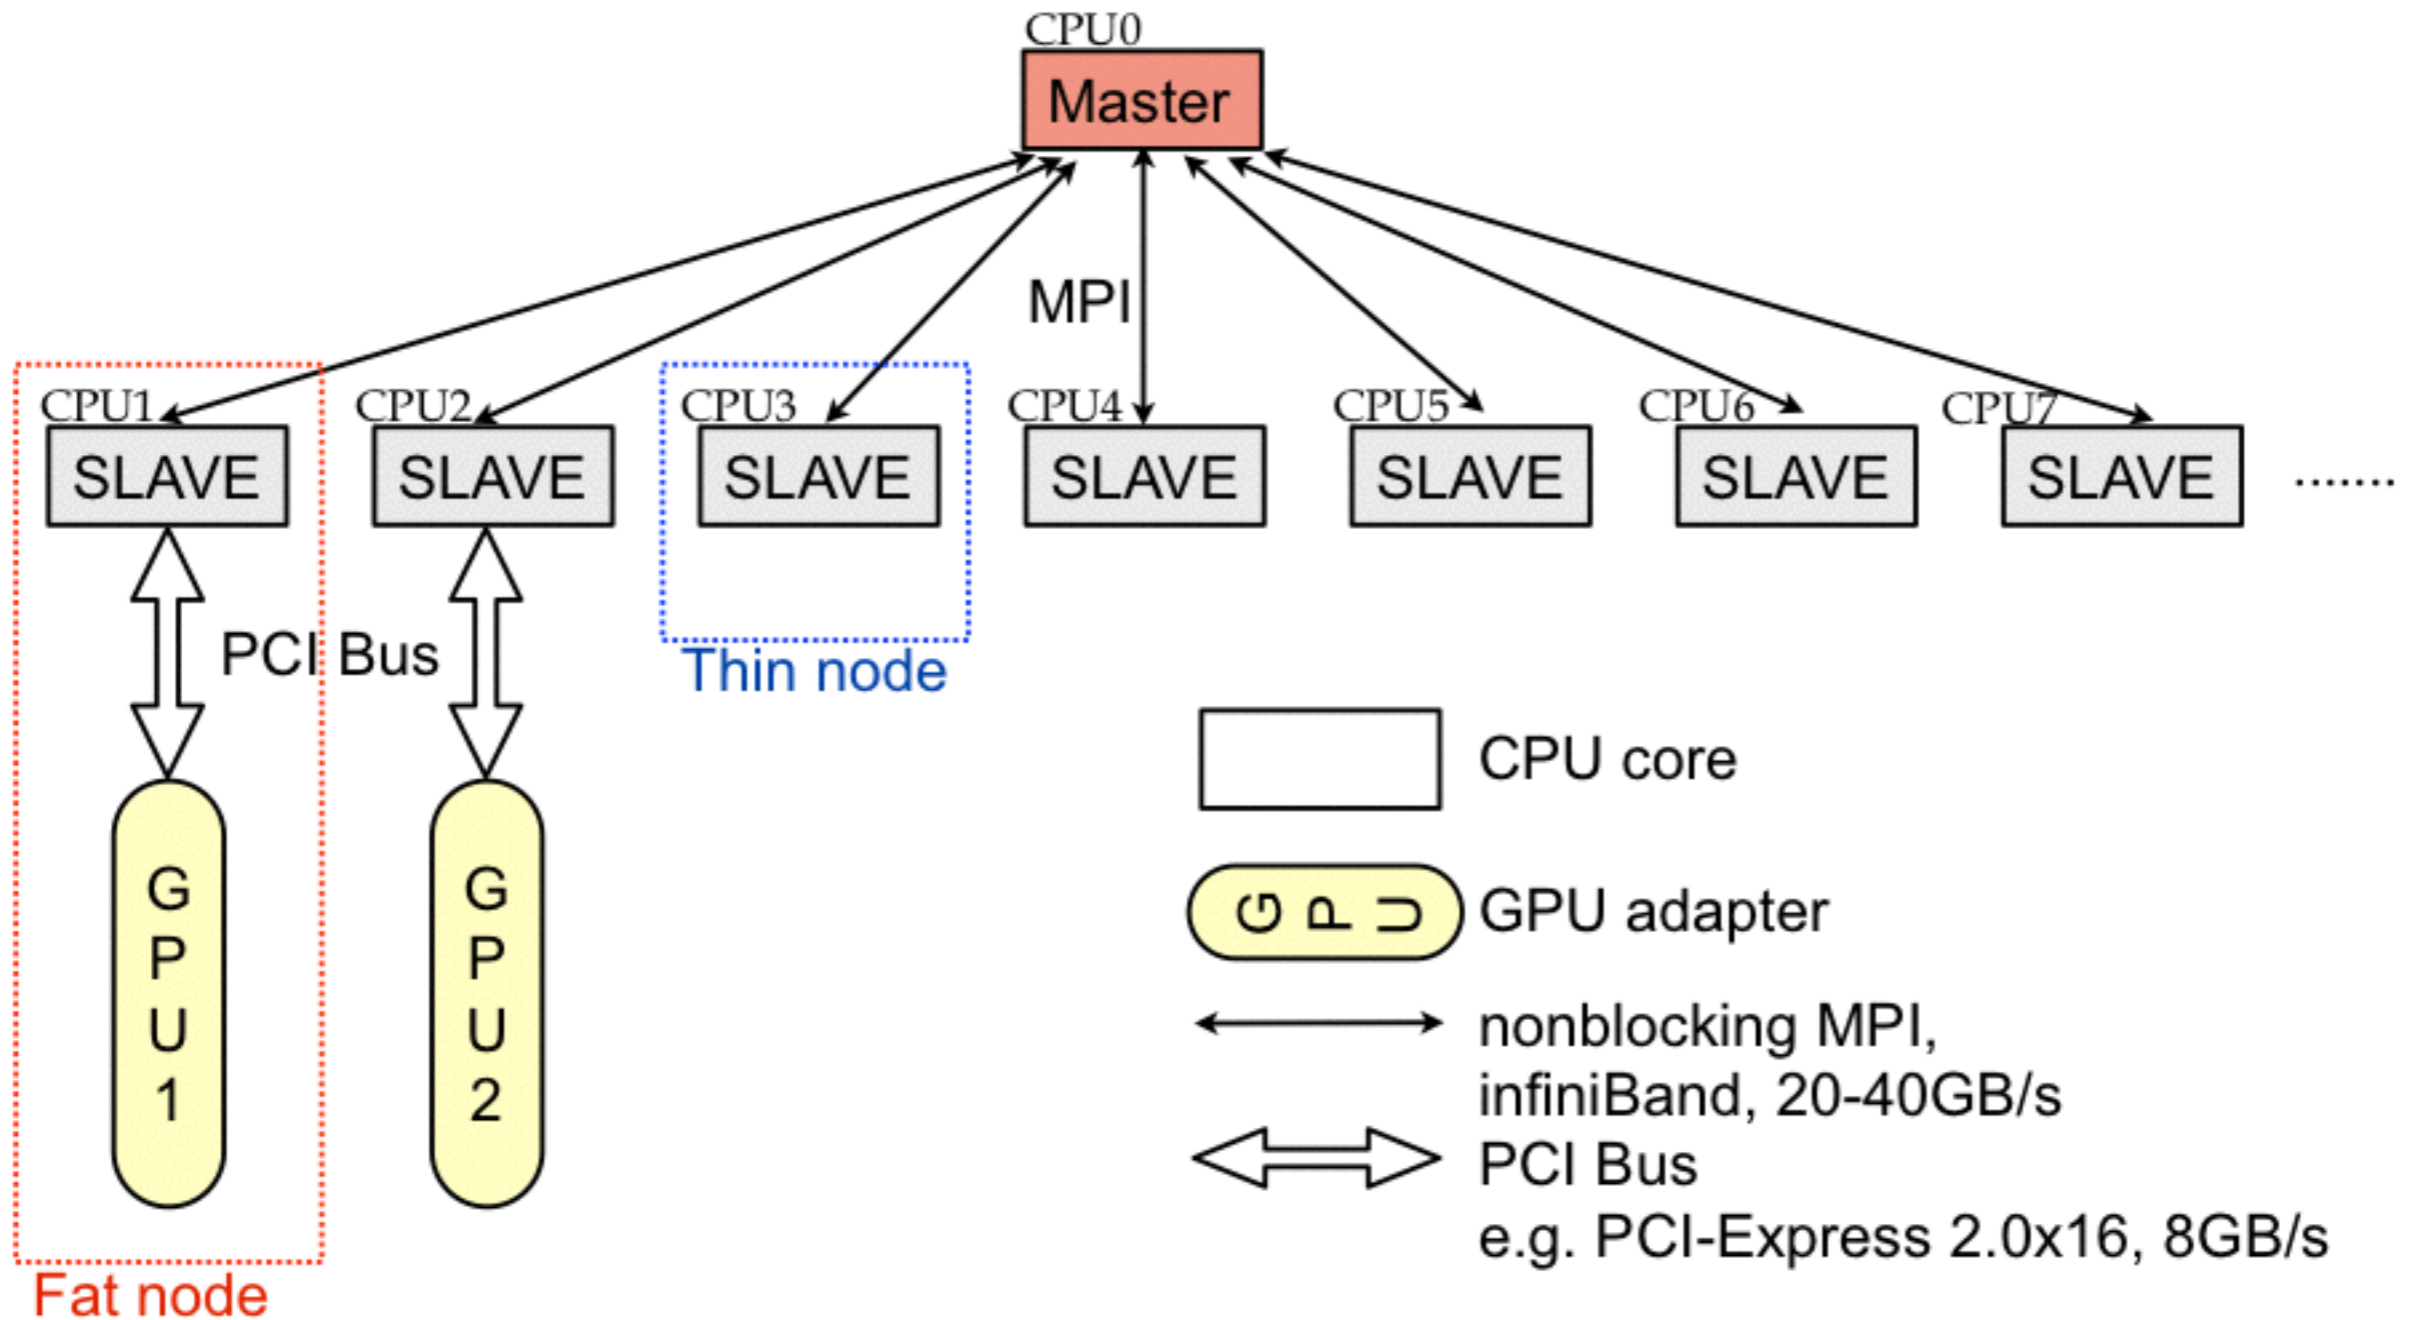 CPU0
Master
MPI
CPU1
CPU2
CPU3
CPU4
CPU5
CPU6
CPU7
SLAVE
SLAVE
SLAVE
SLAVE
SLAVE
SLAVE
SLAVE
.......
PCI Bus
Thin node
GPU1
GPU2
CPU core
GPU
GPU adapter
nonblocking MPI,
infiniBand, 20-40GB/s
PCI Bus
e.g. PCI-Express 2.0x16, 8GB/s
Fat node